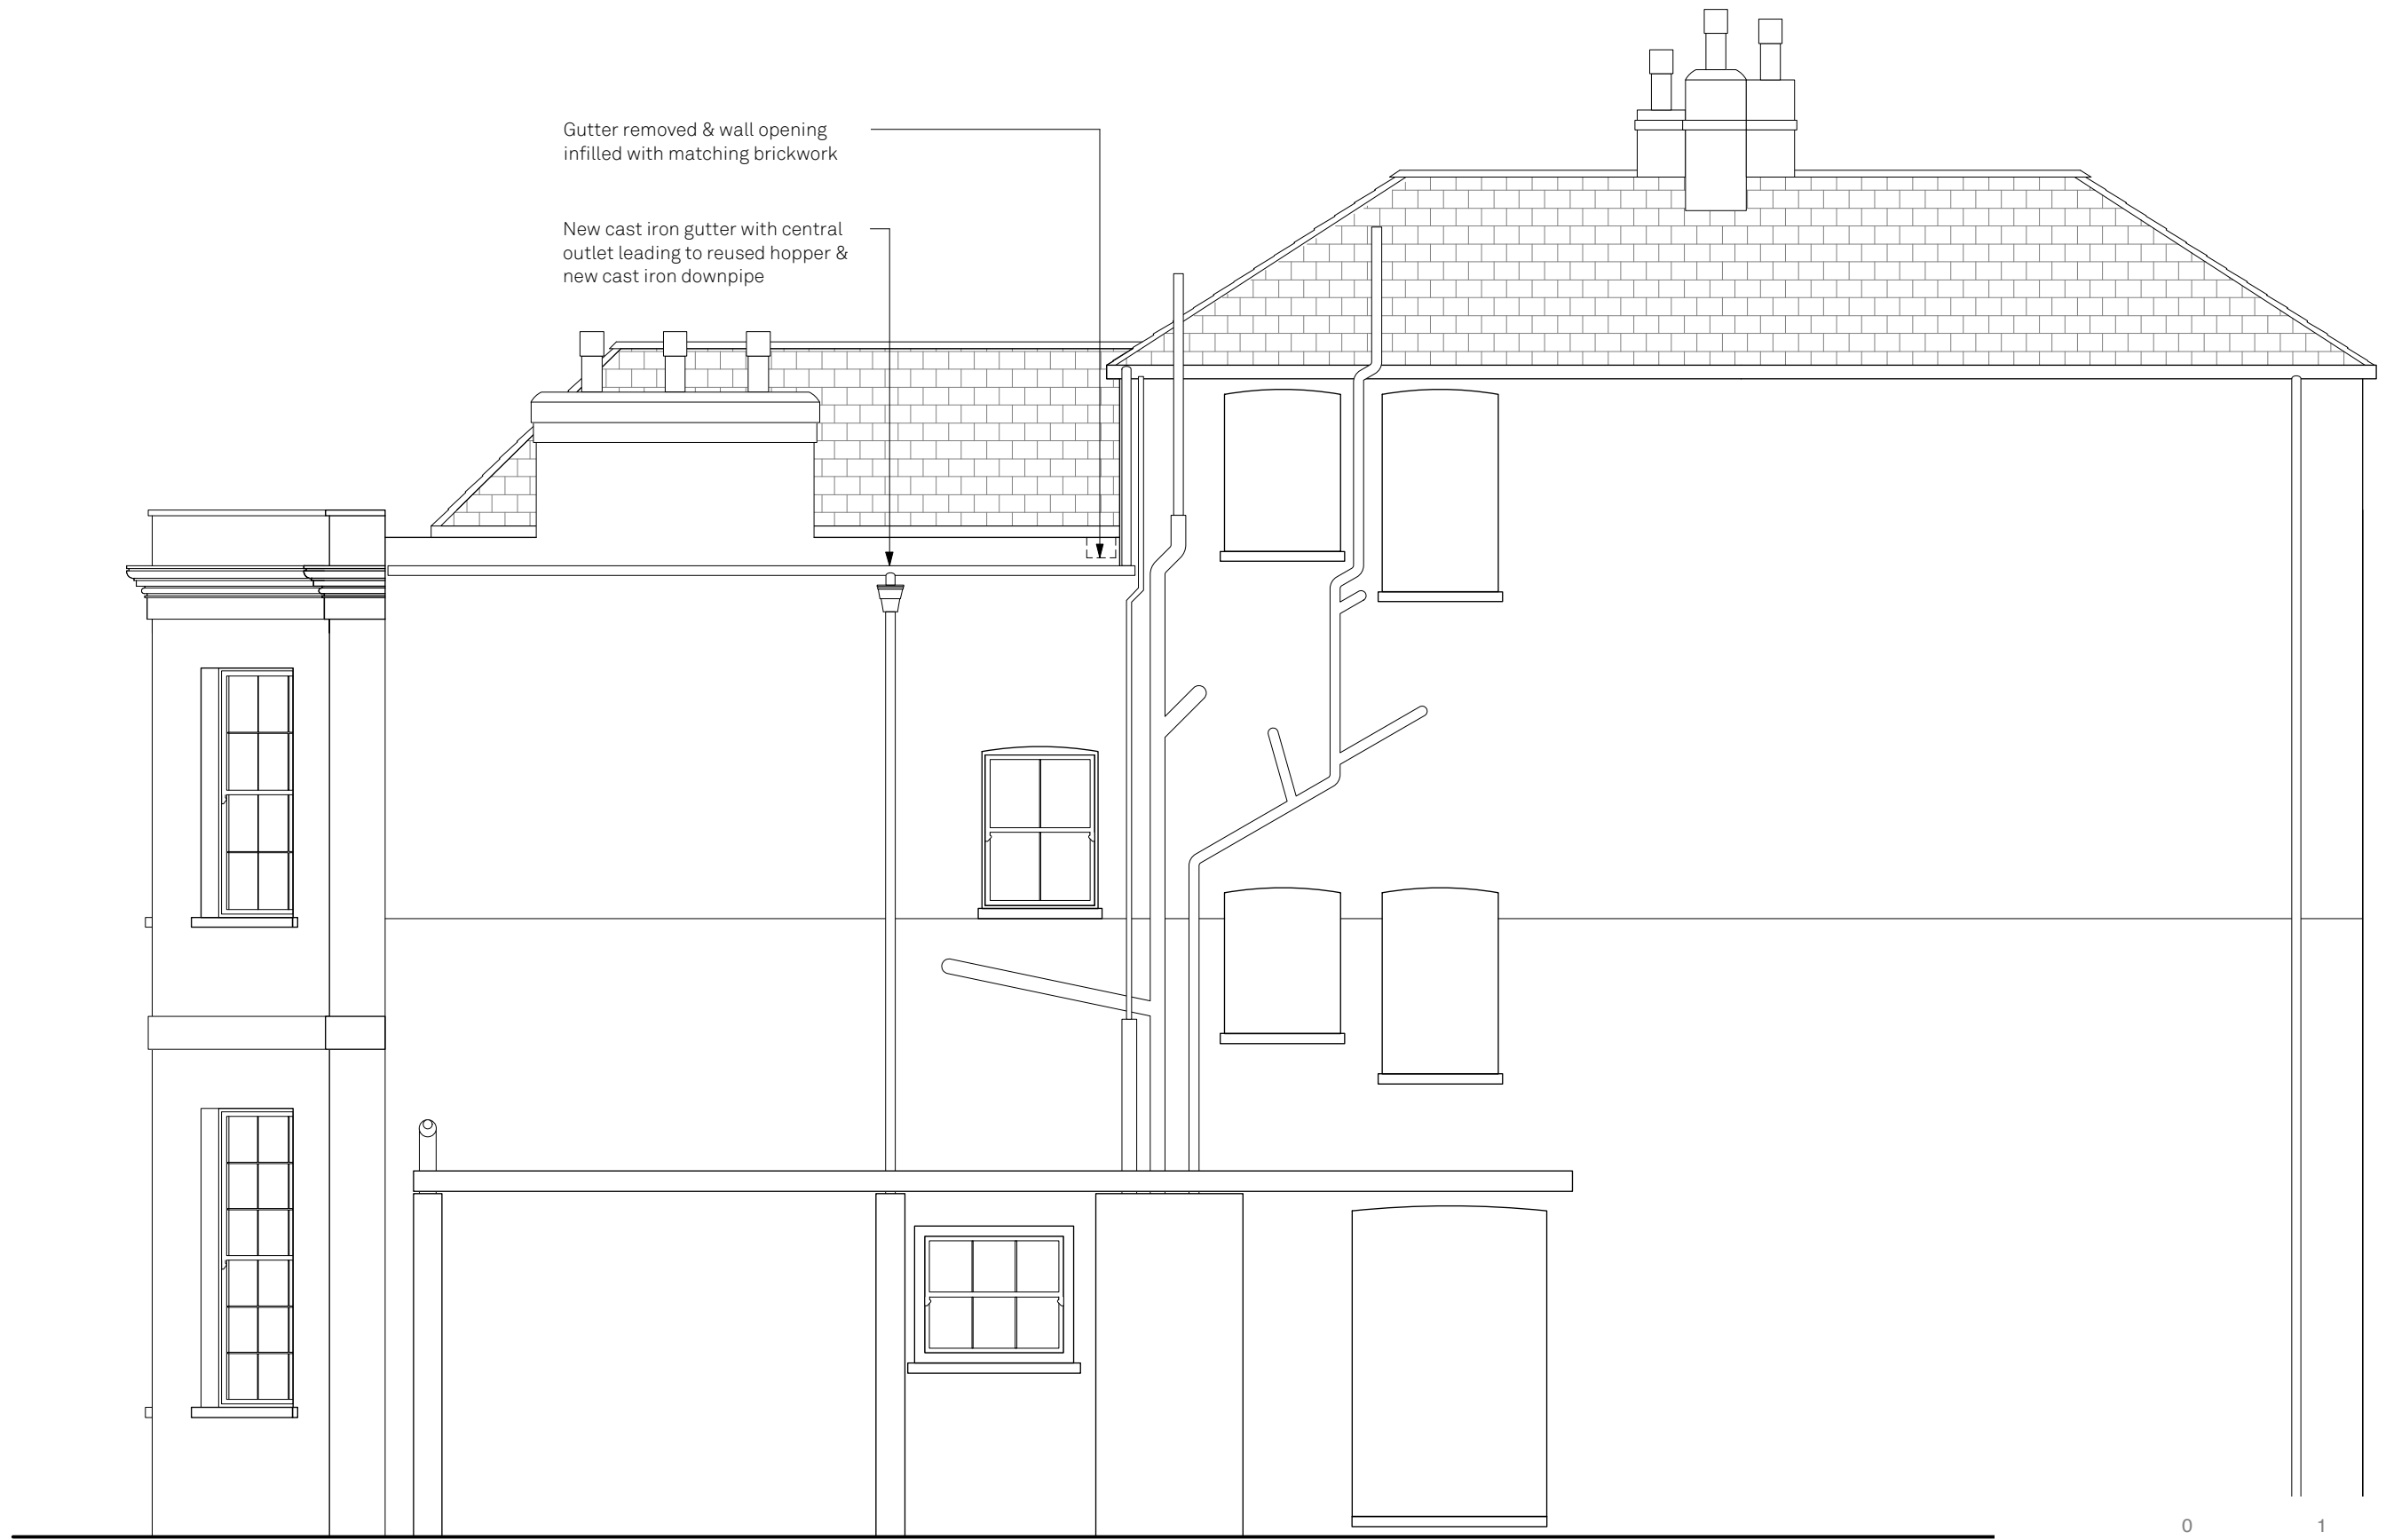 Gutter removed & wall opening
infilled with matching brickwork
New cast iron gutter with central
outlet leading to reused hopper &
new cast iron downpipe
0 1